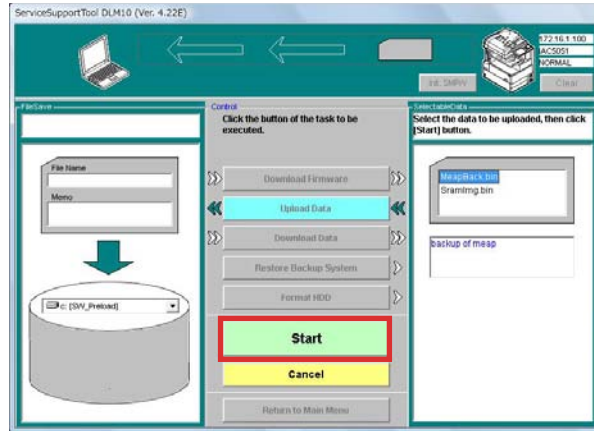 ServiceSupportTool DLM10 (Ver. 4.22E)
172.16.1.100
iAC5051
NORMAL
Init. SMPW
Clear
FileSave
File Name
Memo
c: [SW_Preload]
Control
Click the button of the task to be
executed.
Download Firmware
Upload Data
Download Data
Restore Backup System
Format HDD
Start
Cancel
Return to Main Menu
SelectableData
Select the data to be uploaded, then click
[Start] button.
MeapBack.bin
SramImg.bin
backup of meap